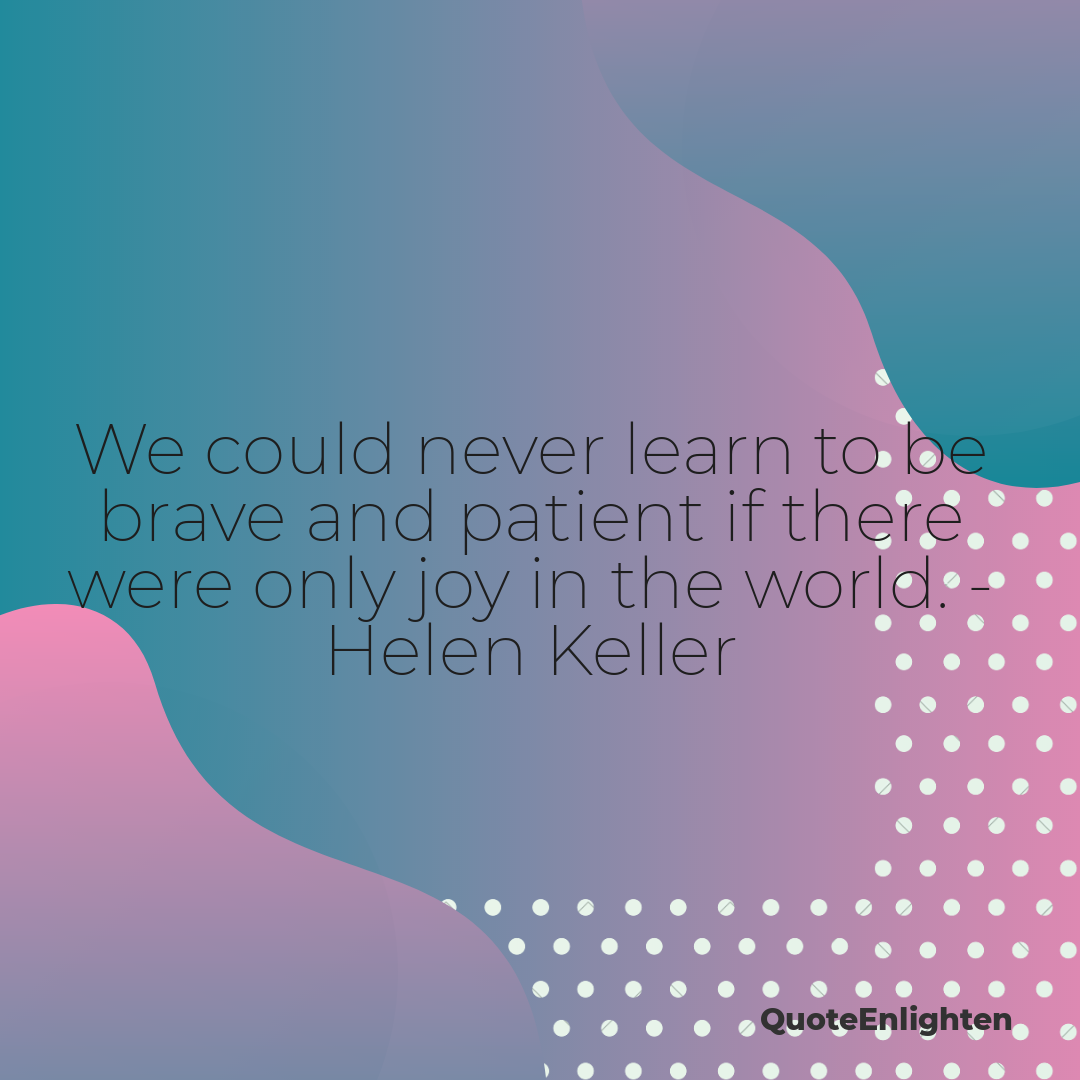 We could never learn to be
brave and patient if there
were only joy in the world. -
Helen Keller
QuoteEnlighten